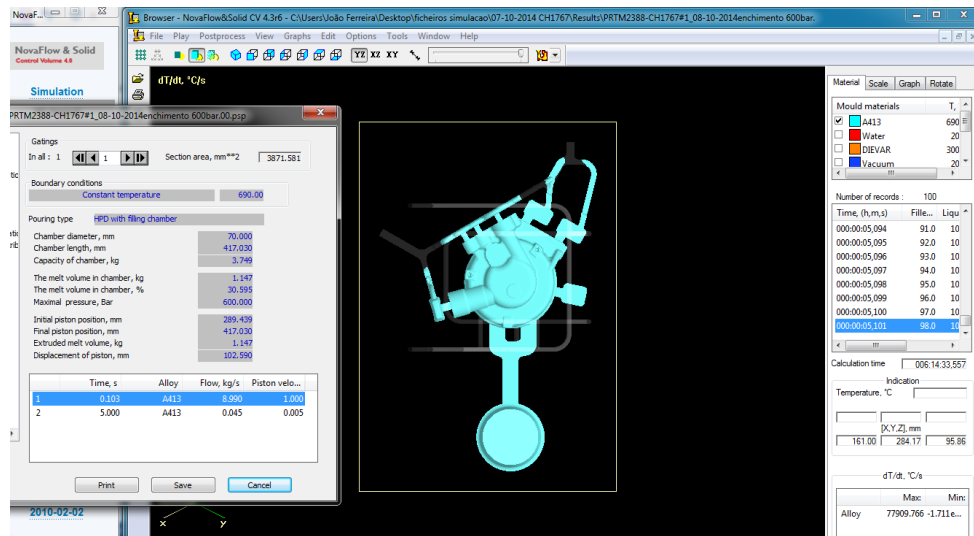 NovaF...
NovaFlow & Solid
Control Volume 4.8
Simulation
2010-02-02
Browser - NovaFlow&Solid CV 4.3r6 - C:\Users\João Ferreira\Desktop\ficheiros simulacao\07-10-2014 CH1767\Results\PRTM2388-CH1767#1_08-10-2014enchimento 600bar.
File Play Postprocess View Graphs Edit Options Tools Window Help
YZ XZ XY
dT/dt, °C/s
PRTM2388-CH1767#1_08-10-2014enchimento 600bar.00.psp
Gatings
In all : 1 1 Section area, mm**2 3871.581
Boundary conditions
Constant temperature 690.00
Pouring type HPD with filling chamber
Chamber diameter, mm 70.000
Chamber length, mm 417.030
Capacity of chamber, kg 3.749
The melt volume in chamber, kg 1.147
The melt volume in chamber, % 30.595
Maximal pressure, Bar 600.000
Initial piston position, mm 289.439
Final piston position, mm 417.030
Extruded melt volume, kg 1.147
Displacement of piston, mm 102.590
Time, s Alloy Flow, kg/s Piston velo...
1 0.103 A413 8.990 1.000
2 5.000 A413 0.045 0.005
Print Save Cancel
x y
Material Scale Graph Rotate
Mould materials T,
A413 690
Water 20
DIEVAR 300
Vacuum 20
Number of records : 100
Time, (h,m,s) Fille... Liqu
000:00:05,094 91.0 10
000:00:05,095 92.0 10
000:00:05,096 93.0 10
000:00:05,097 94.0 10
000:00:05,098 95.0 10
000:00:05,099 96.0 10
000:00:05,100 97.0 10
000:00:05,101 98.0 10
Calculation time 006:14:33,557
Indication
Temperature, °C
[X,Y,Z], mm
161.00 284.17 95.86
dT/dt, °C/s
Max: Min:
Alloy 77909.766 -1.711e...